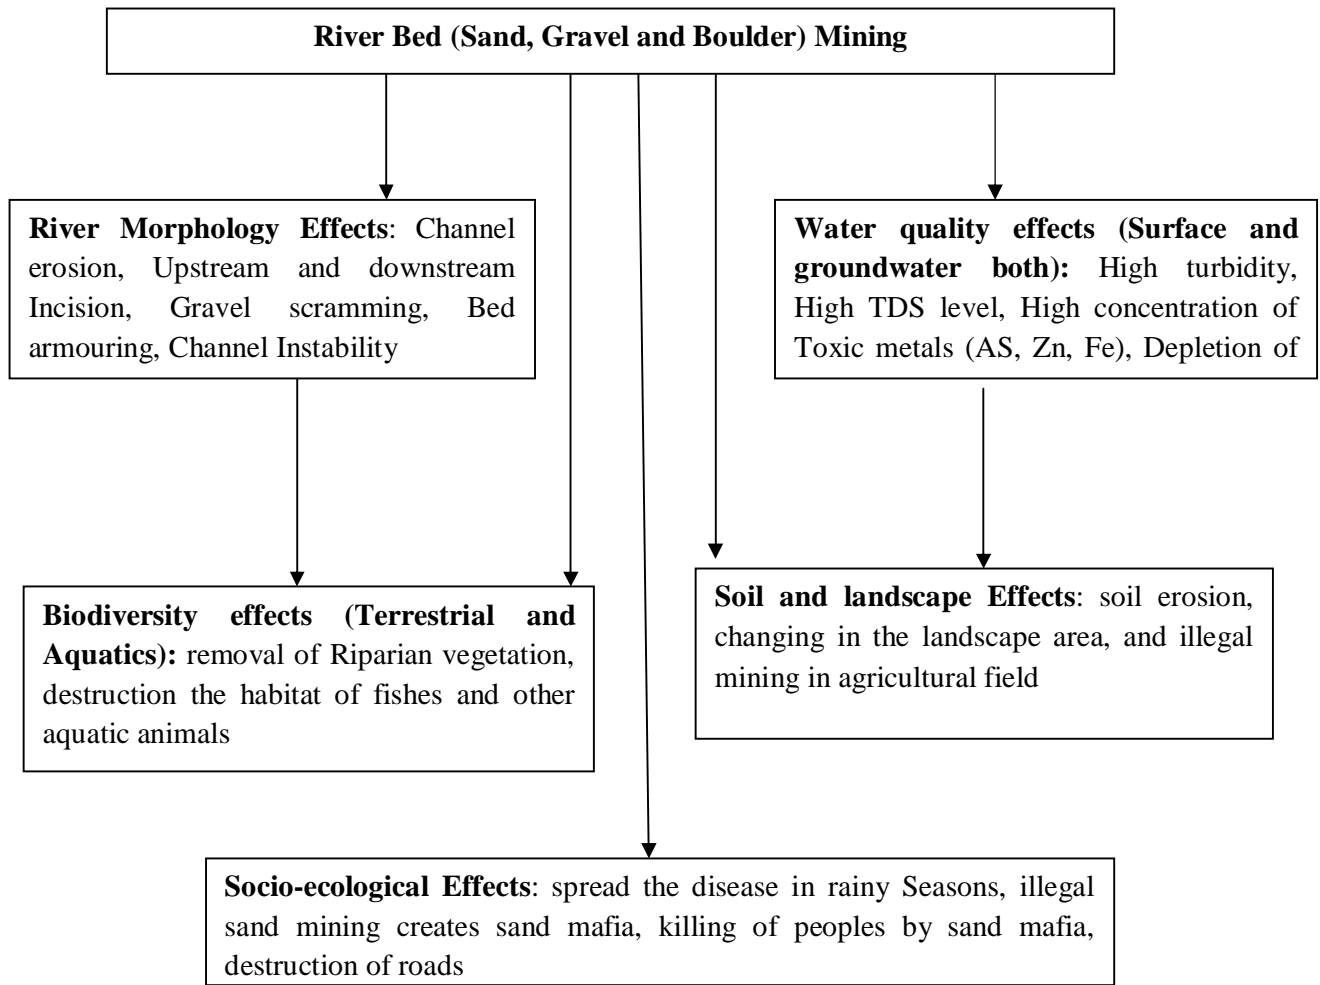 River Bed (Sand, Gravel and Boulder) Mining
River Morphology Effects: Channel
erosion, Upstream and downstream
Incision, Gravel scramming, Bed
armouring, Channel Instability
Water quality effects (Surface and
groundwater both): High turbidity,
High TDS level, High concentration of
Toxic metals (AS, Zn, Fe), Depletion of
Biodiversity effects (Terrestrial and
Aquatics): removal of Riparian vegetation,
destruction the habitat of fishes and other
aquatic animals
Soil and landscape Effects: soil erosion,
changing in the landscape area, and illegal
mining in agricultural field
Socio-ecological Effects: spread the disease in rainy Seasons, illegal
sand mining creates sand mafia, killing of peoples by sand mafia,
destruction of roads